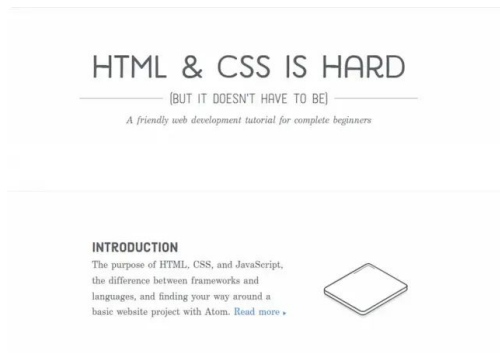 HTML & CSS IS HARD
(BUT IT DOESN'T HAVE TO BE)
A friendly web development tutorial for complete beginners
INTRODUCTION
The purpose of HTML, CSS, and JavaScript,
the difference between frameworks and
languages, and finding your way around a
basic website project with Atom. Read more ▸